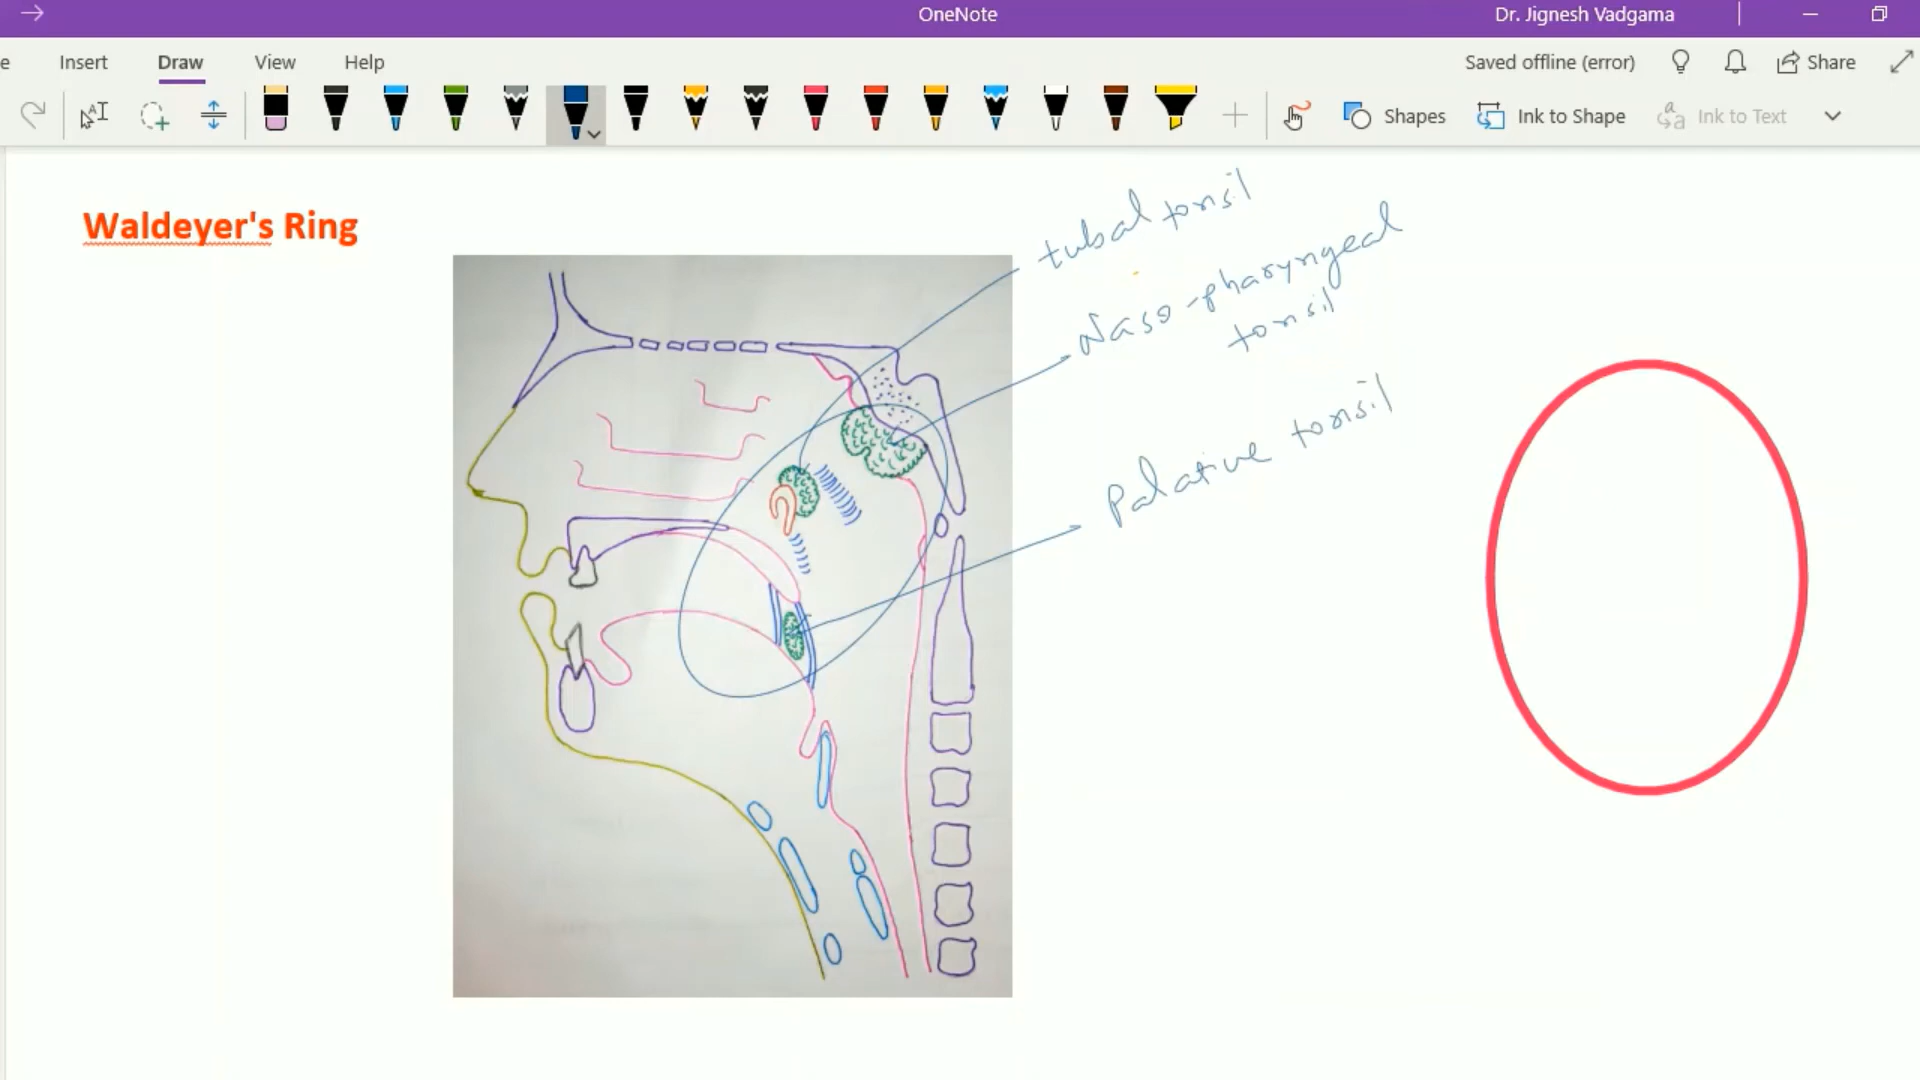 OneNote
Dr. Jignesh Vadgama
Insert Draw View Help
Saved offline (error)
Share
Shapes
Ink to Shape
Ink to Text
Waldeyer's Ring
tubal tonsil
Naso-pharyngeal
tonsil
Palative tonsil